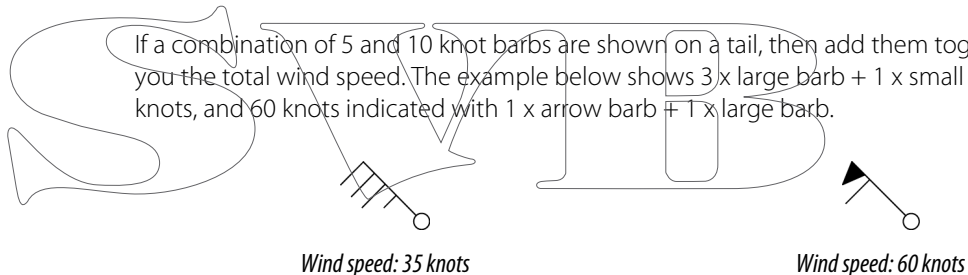 If a combination of 5 and 10 knot barbs are shown on a tail, then add them tog
you the total wind speed. The example below shows 3 x large barb + 1 x small
knots, and 60 knots indicated with 1 x arrow barb + 1 x large barb.
SVB
Wind speed: 35 knots
Wind speed: 60 knots